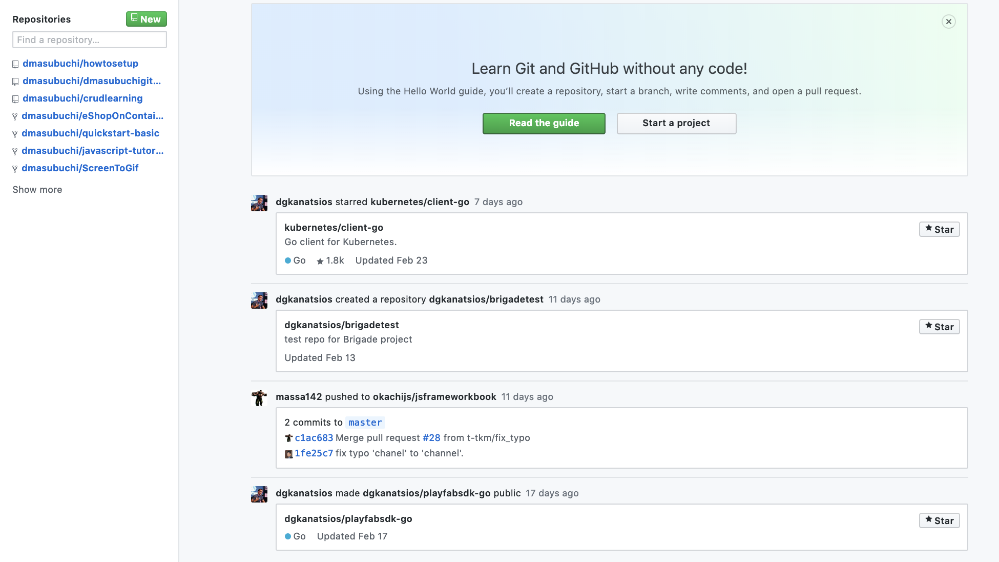 Repositories
New
Find a repository...
dmasubuchi/howtosetup
dmasubuchi/dmasubuchigit...
dmasubuchi/crudlearning
dmasubuchi/eShopOnContai...
dmasubuchi/quickstart-basic
dmasubuchi/javascript-tutor...
dmasubuchi/ScreenToGif
Show more
Learn Git and GitHub without any code!
Using the Hello World guide, you’ll create a repository, start a branch, write comments, and open a pull request.
Read the guide
Start a project
dgkanatsios starred kubernetes/client-go 7 days ago
kubernetes/client-go
Star
Go client for Kubernetes.
Go 1.8k Updated Feb 23
dgkanatsios created a repository dgkanatsios/brigadetest 11 days ago
dgkanatsios/brigadetest
Star
test repo for Brigade project
Updated Feb 13
massa142 pushed to okachijs/jsframeworkbook 11 days ago
2 commits to master
c1ac683 Merge pull request #28 from t-tkm/fix_typo
1fe25c7 fix typo 'chanel' to 'channel'.
dgkanatsios made dgkanatsios/playfabsdk-go public 17 days ago
dgkanatsios/playfabsdk-go
Star
Go Updated Feb 17